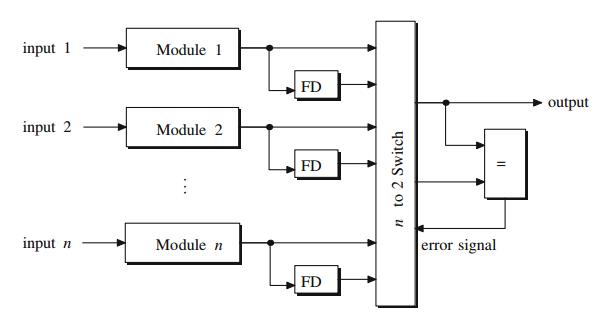 input 1
Module 1
FD
input 2
Module 2
FD
⋮
input n
Module n
FD
n to 2 Switch
output
=
error signal